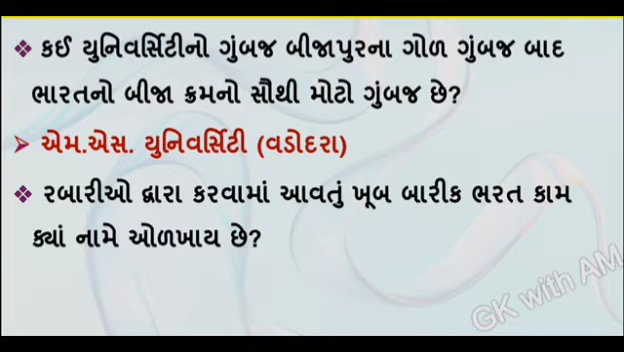 ❖ કઈ યુનિવર્સિટીનો ગુંબજ બીજાપુરના ગોળ ગુંબજ બાદ
ભારતનો બીજા ક્રમનો સૌથી મોટો ગુંબજ છે?
➢ એમ.એસ. યુનિવર્સિટી (વડોદરા)
❖ રબારીઓ દ્વારા કરવામાં આવતું ખૂબ બારીક ભરત કામ
ક્યાં નામે ઓળખાય છે?
GK with AM